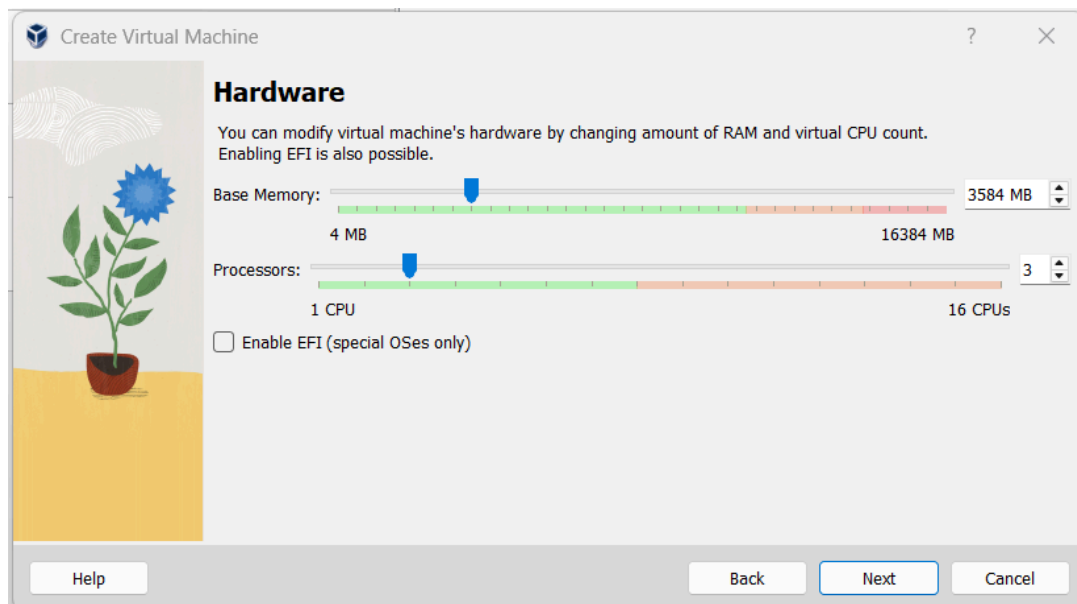 Create Virtual Machine
?
Hardware
You can modify virtual machine's hardware by changing amount of RAM and virtual CPU count.
Enabling EFI is also possible.
Base Memory: 3584 MB
4 MB 16384 MB
Processors: 3
1 CPU 16 CPUs
Enable EFI (special OSes only)
Help Back Next Cancel